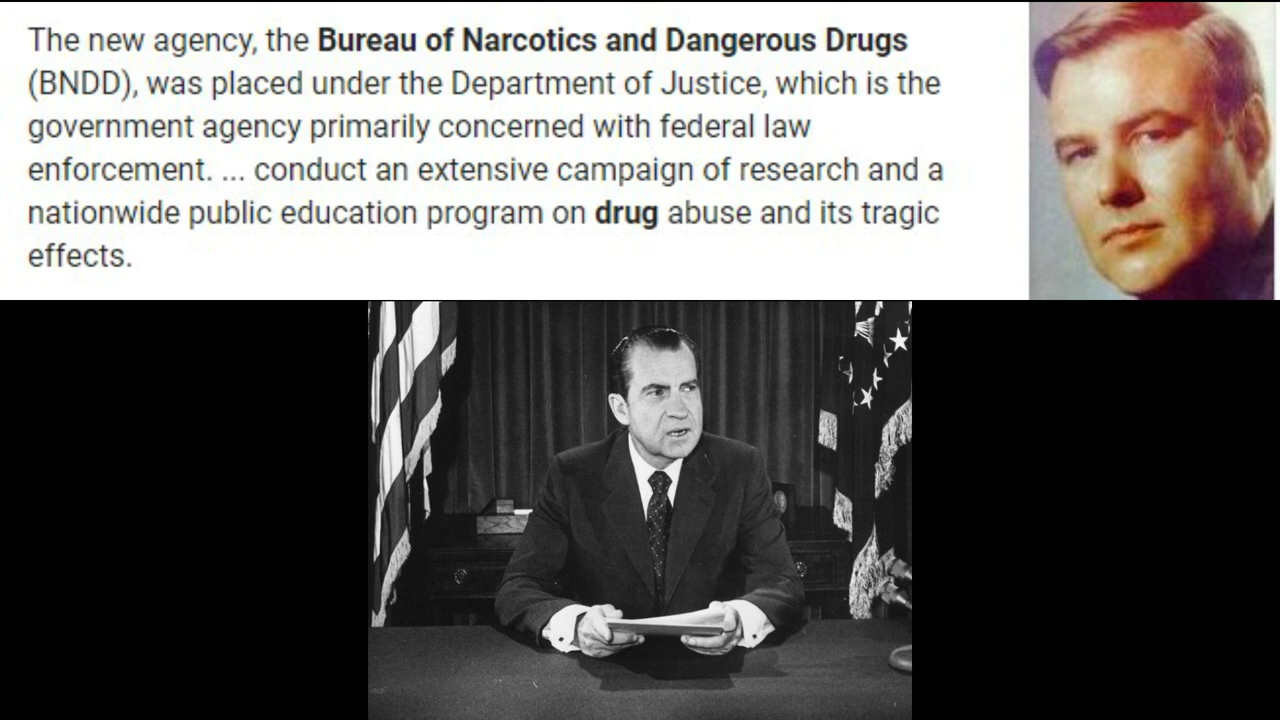 The new agency, the Bureau of Narcotics and Dangerous Drugs
(BNDD), was placed under the Department of Justice, which is the
government agency primarily concerned with federal law
enforcement. ... conduct an extensive campaign of research and a
nationwide public education program on drug abuse and its tragic
effects.